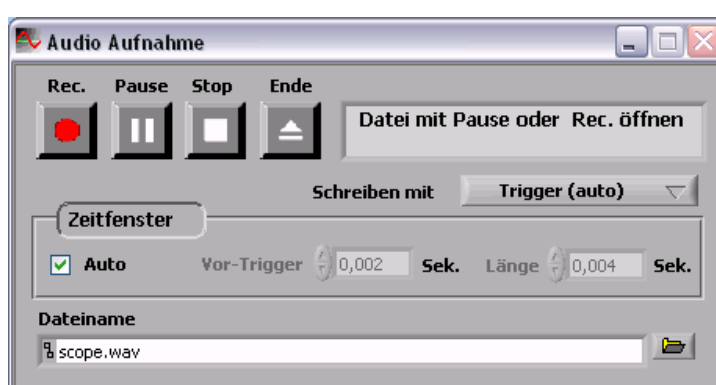 Audio Aufnahme
Rec. Pause Stop Ende
Datei mit Pause oder Rec. öffnen
Schreiben mit Trigger (auto)
Zeitfenster
Auto Vor-Trigger 0,002 Sek. Länge 0,004 Sek.
Dateiname
scope.wav